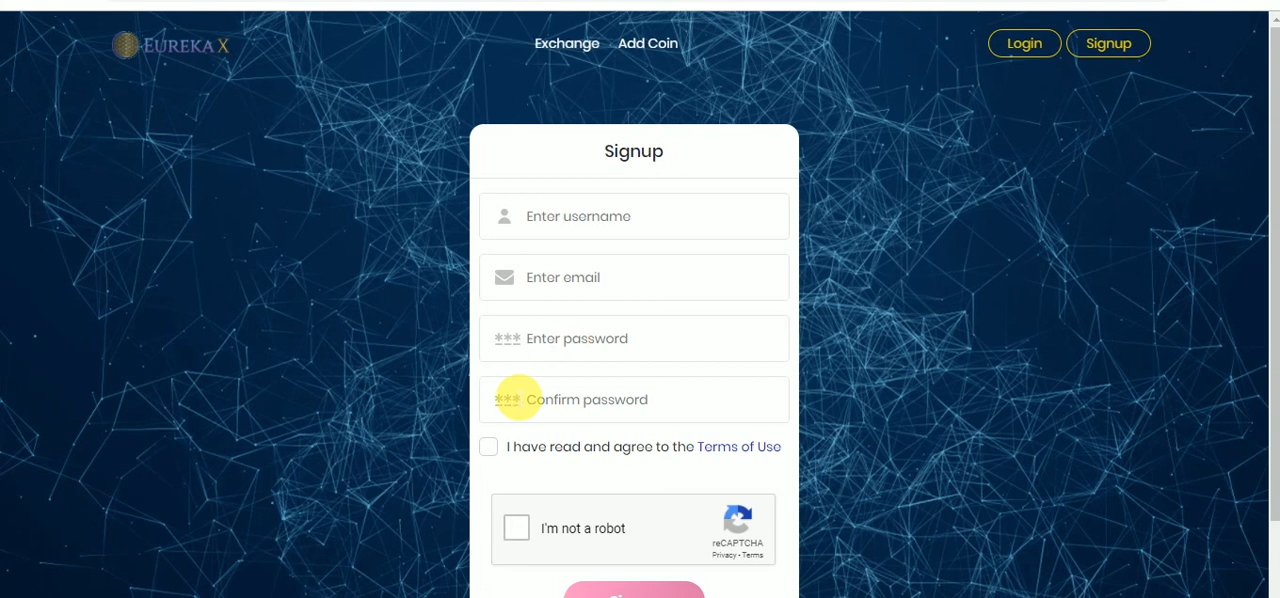 EUREKA X
Exchange Add Coin
Login Signup
Signup
Enter username
Enter email
*** Enter password
*** Confirm password
I have read and agree to the Terms of Use
I'm not a robot
reCAPTCHA
Privacy - Terms